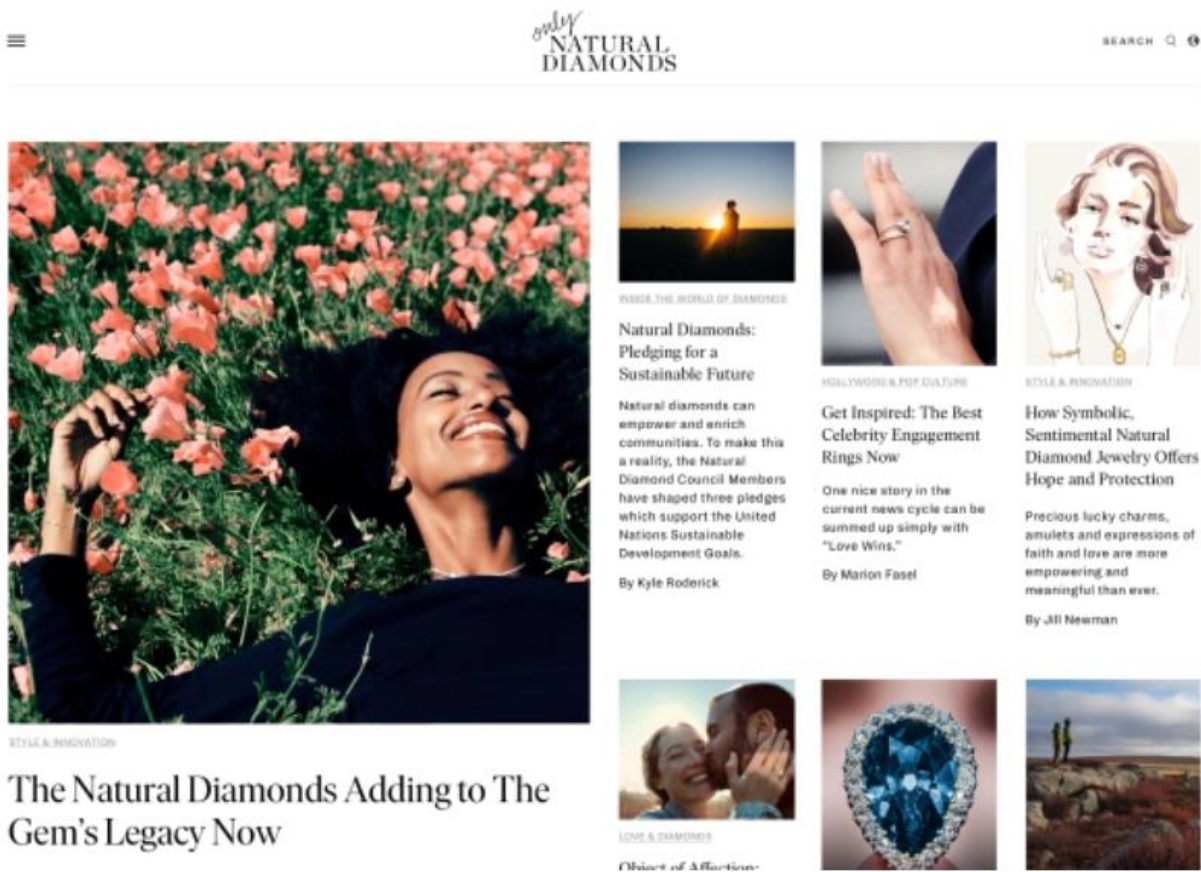 only
NATURAL
DIAMONDS
SEARCH
STYLE & INNOVATION
The Natural Diamonds Adding to The
Gem's Legacy Now
INSIDE THE WORLD OF DIAMONDS
Natural Diamonds:
Pledging for a
Sustainable Future
Natural diamonds can
empower and enrich
communities. To make this
a reality, the Natural
Diamond Council Members
have shaped three pledges
which support the United
Nations Sustainable
Development Goals.
By Kyle Roderick
HOLLYWOOD & POP CULTURE
Get Inspired: The Best
Celebrity Engagement
Rings Now
One nice story in the
current news cycle can be
summed up simply with
"Love Wins."
By Marion Fasel
STYLE & INNOVATION
How Symbolic,
Sentimental Natural
Diamond Jewelry Offers
Hope and Protection
Precious lucky charms,
amulets and expressions of
faith and love are more
empowering and
meaningful than ever.
By Jill Newman
LOVE & DIAMONDS
Object of Affection: